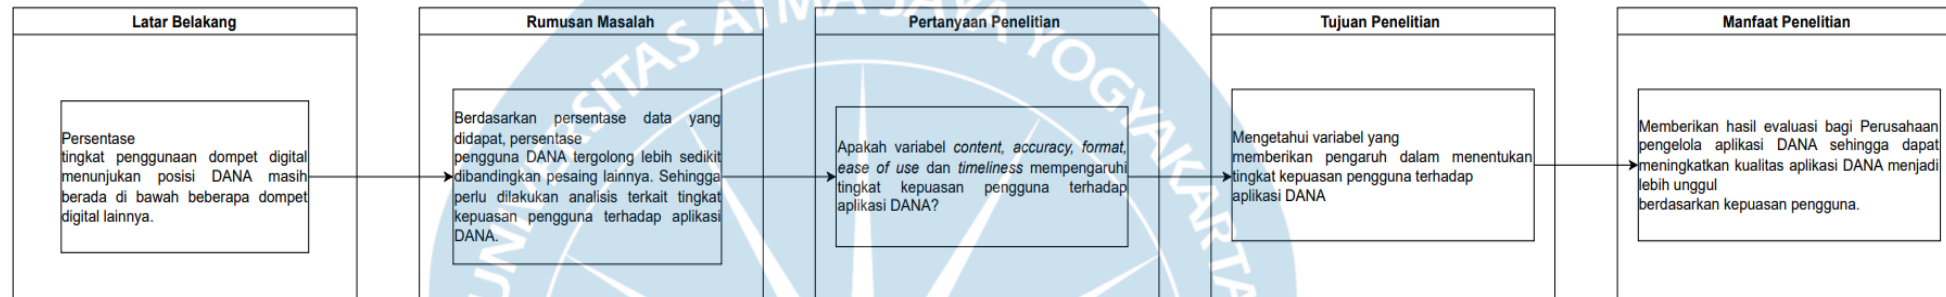 Latar Belakang
Persentase
tingkat penggunaan dompet digital
menunjukan posisi DANA masih
berada di bawah beberapa dompet
digital lainnya.
Rumusan Masalah
Berdasarkan persentase data yang
didapat, persentase
pengguna DANA tergolong lebih sedikit
dibandingkan pesaing lainnya. Sehingga
perlu dilakukan analisis terkait tingkat
kepuasan pengguna terhadap aplikasi
DANA.
Pertanyaan Penelitian
Apakah variabel content, accuracy, format,
ease of use dan timeliness mempengaruhi
tingkat kepuasan pengguna terhadap
aplikasi DANA?
Tujuan Penelitian
Mengetahui variabel yang
memberikan pengaruh dalam menentukan
tingkat kepuasan pengguna terhadap
aplikasi DANA
Manfaat Penelitian
Memberikan hasil evaluasi bagi Perusahaan
pengelola aplikasi DANA sehingga dapat
meningkatkan kualitas aplikasi DANA menjadi
lebih unggul
berdasarkan kepuasan pengguna.
UNIVERSITAS ATMA JAYA YOGYAKARTA